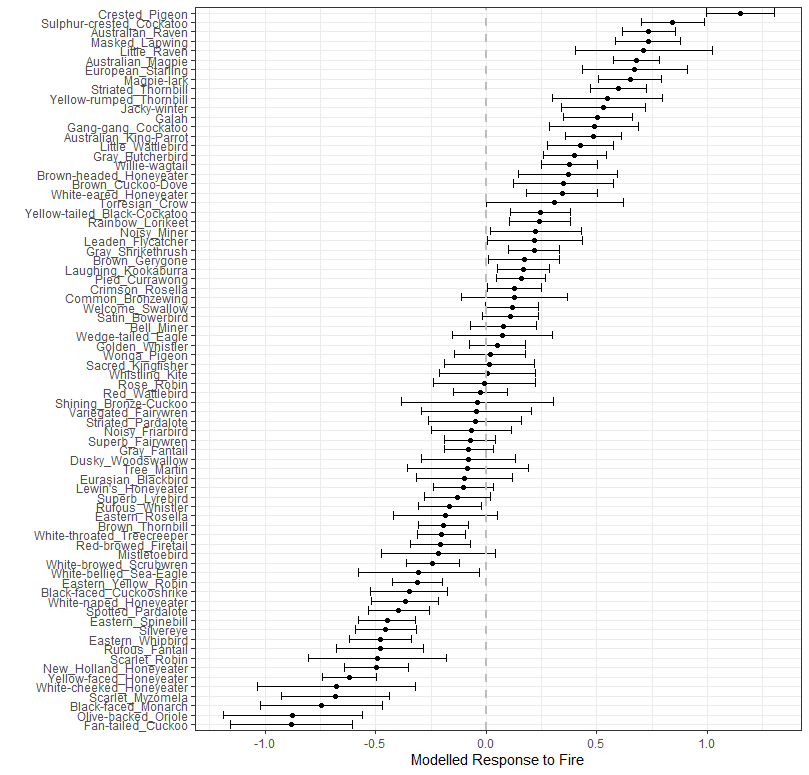 Crested_Pigeon
Sulphur-crested_Cockatoo
Australian_Raven
Masked_Lapwing
Little_Raven
Australian_Magpie
European_Starling
Magpie-lark
Striated_Thornbill
Yellow-rumped_Thornbill
Jacky-winter
Galah
Gang-gang_Cockatoo
Australian_King-Parrot
Little_Wattlebird
Gray_Butcherbird
Willie-wagtail
Brown-headed_Honeyeater
Brown_Cuckoo-Dove
White-eared_Honeyeater
Torresian_Crow
Yellow-tailed_Black-Cockatoo
Rainbow_Lorikeet
Noisy_Miner
Leaden_Flycatcher
Gray_Shrikethrush
Brown_Gerygone
Laughing_Kookaburra
Pied_Currawong
Crimson_Rosella
Common_Bronzewing
Welcome_Swallow
Satin_Bowerbird
Bell_Miner
Wedge-tailed_Eagle
Golden_Whistler
Wonga_Pigeon
Sacred_Kingfisher
Whistling_Kite
Rose_Robin
Red_Wattlebird
Shining_Bronze-Cuckoo
Variegated_Fairywren
Striated_Pardalote
Noisy_Friarbird
Superb_Fairywren
Gray_Fantail
Dusky_Woodswallow
Tree_Martin
Eurasian_Blackbird
Lewin's_Honeyeater
Superb_Lyrebird
Rufous_Whistler
Eastern_Rosella
Brown_Thornbill
White-throated_Treecreeper
Red-browed_Firetail
Mistletoebird
White-browed_Scrubwren
White-bellied_Sea-Eagle
Eastern_Yellow_Robin
Black-faced_Cuckooshrike
White-naped_Honeyeater
Spotted_Pardalote
Eastern_Spinebill
Silvereye
Eastern_Whipbird
Rufous_Fantail
Scarlet_Robin
New_Holland_Honeyeater
Yellow-faced_Honeyeater
White-cheeked_Honeyeater
Scarlet_Myzomela
Black-faced_Monarch
Olive-backed_Oriole
Fan-tailed_Cuckoo
-1.0 -0.5 0.0 0.5 1.0
Modelled Response to Fire